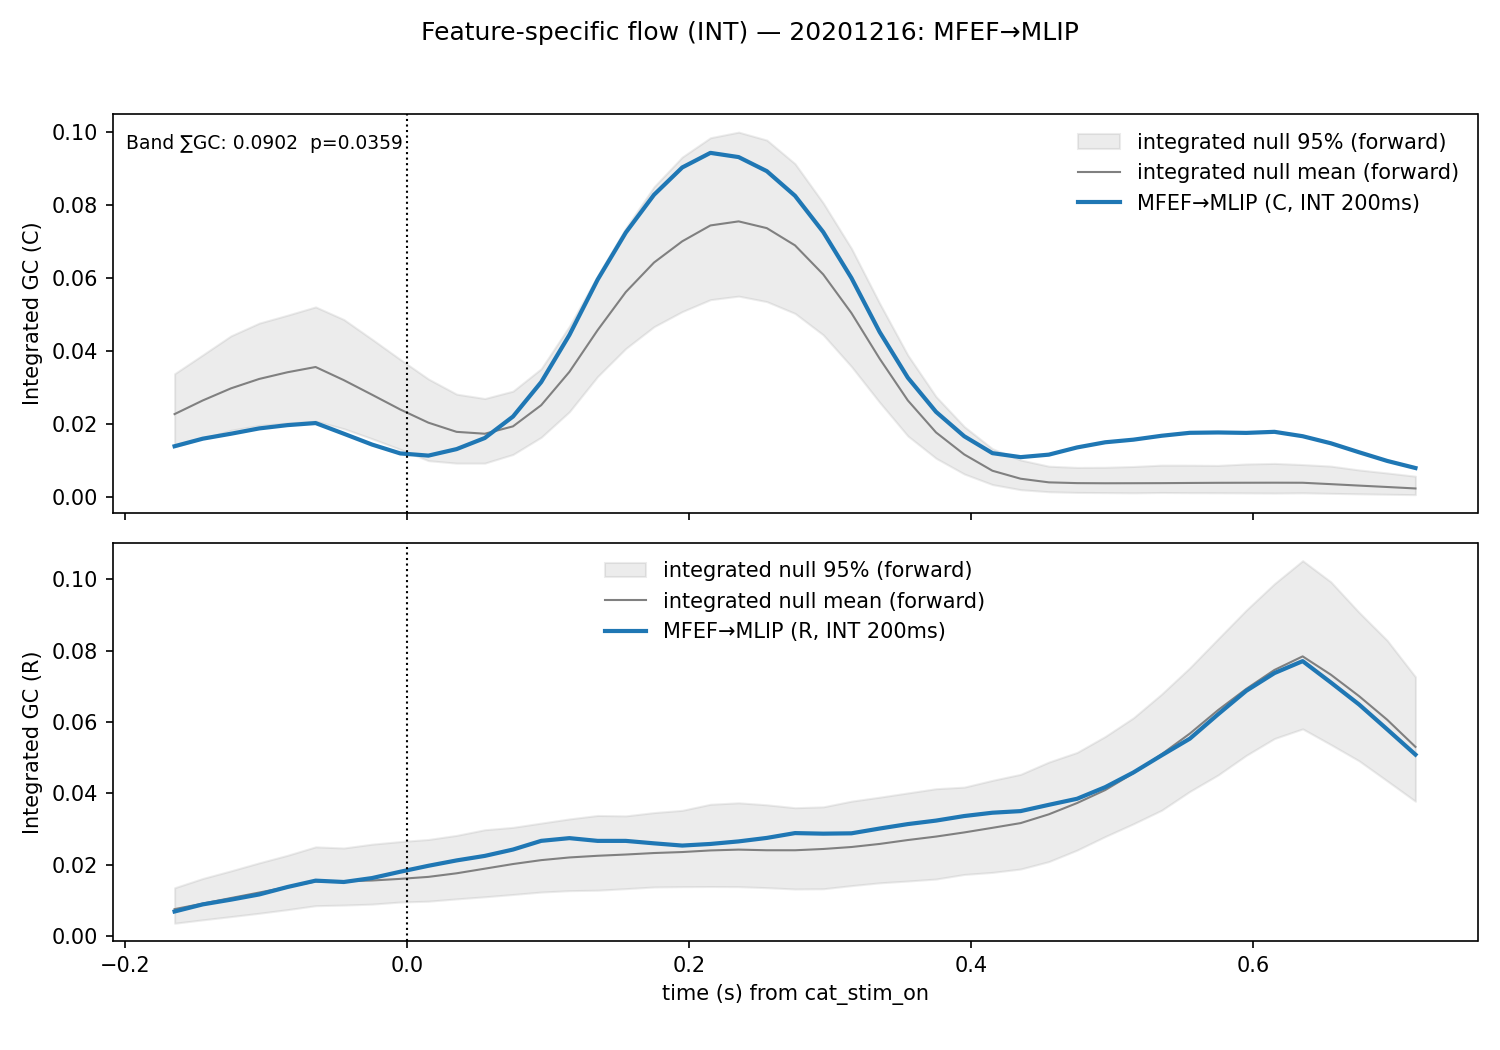 Feature-specific flow (INT) — 20201216: MFEF→MLIP
Band ∑GC: 0.0902  p=0.0359
integrated null 95% (forward)
integrated null mean (forward)
MFEF→MLIP (C, INT 200ms)
Integrated GC (C)
0.10
0.08
0.06
0.04
0.02
0.00
integrated null 95% (forward)
integrated null mean (forward)
MFEF→MLIP (R, INT 200ms)
Integrated GC (R)
0.10
0.08
0.06
0.04
0.02
0.00
−0.2 0.0 0.2 0.4 0.6
time (s) from cat_stim_on